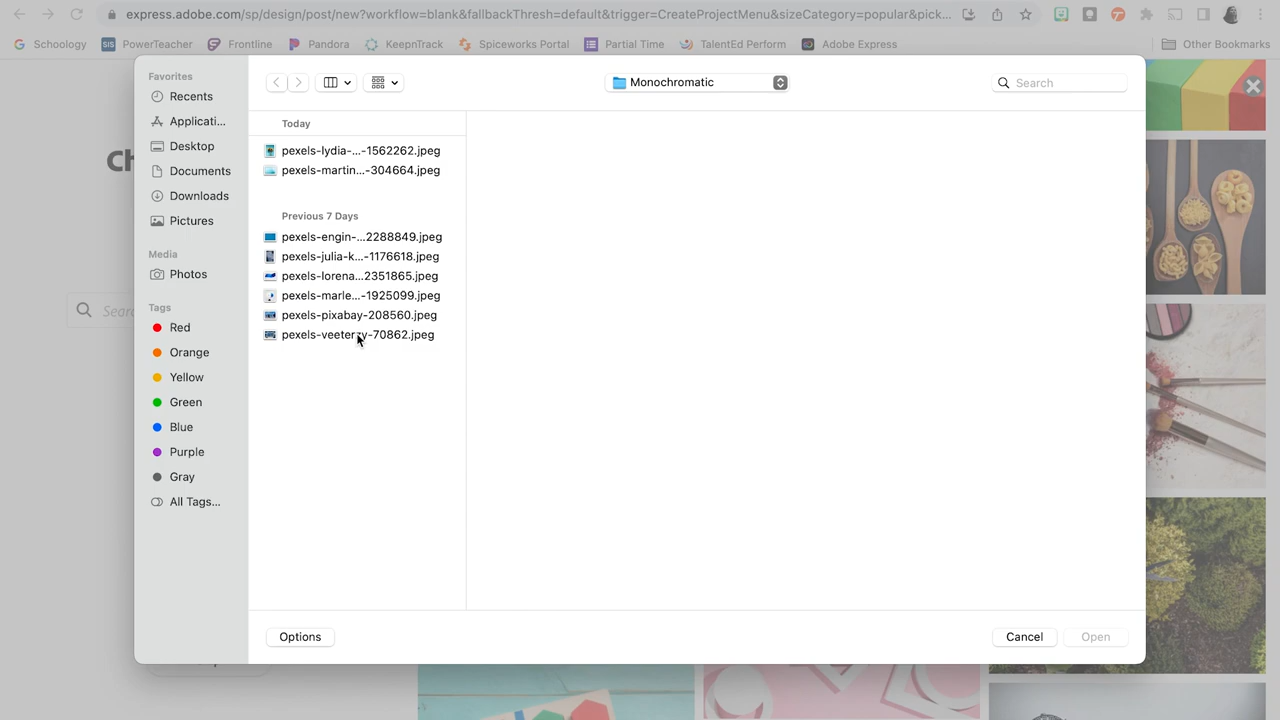 express.adobe.com/sp/design/post/new?workflow=blank&fallbackThresh=default&trigger=CreateProjectMenu&sizeCategory=popular&pick...
Schoology SIS PowerTeacher Frontline Pandora KeepnTrack Spiceworks Portal Partial Time TalentEd Perform Adobe Express Other Bookmarks
Favorites
Recents
Applicati...
Desktop
Documents
Downloads
Pictures
Media
Photos
Tags
Red
Orange
Yellow
Green
Blue
Purple
Gray
All Tags...
Monochromatic
Search
Today
pexels-lydia-...-1562262.jpeg
pexels-martin...-304664.jpeg
Previous 7 Days
pexels-engin-...2288849.jpeg
pexels-julia-k...-1176618.jpeg
pexels-lorena...2351865.jpeg
pexels-marle...-1925099.jpeg
pexels-pixabay-208560.jpeg
pexels-veeterzy-70862.jpeg
Options
Cancel
Open
Ch
Sear